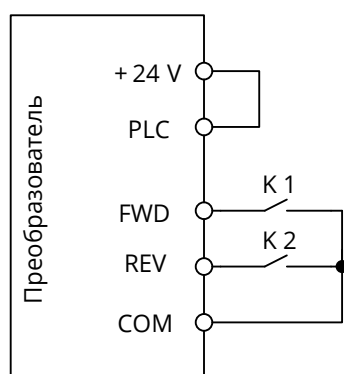 Преобразователь
+ 24 V
PLC
FWD
K 1
REV
K 2
COM